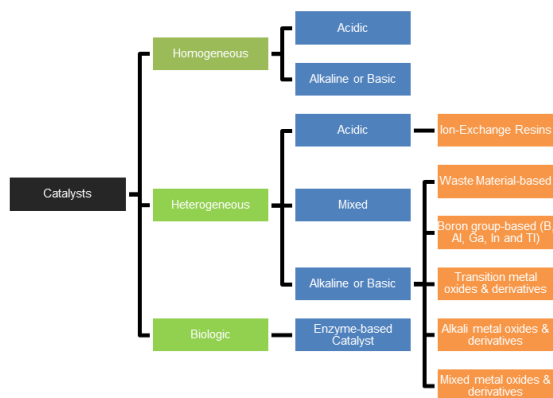 Catalysts
Homogeneous
Acidic
Alkaline or Basic
Heterogeneous
Acidic
Ion-Exchange Resins
Mixed
Alkaline or Basic
Waste Material-based
Boron group-based (B,
Al, Ga, In and Tl)
Transition metal
oxides & derivatives
Alkali metal oxides &
derivatives
Mixed metal oxides &
derivatives
Biologic
Enzyme-based
Catalyst